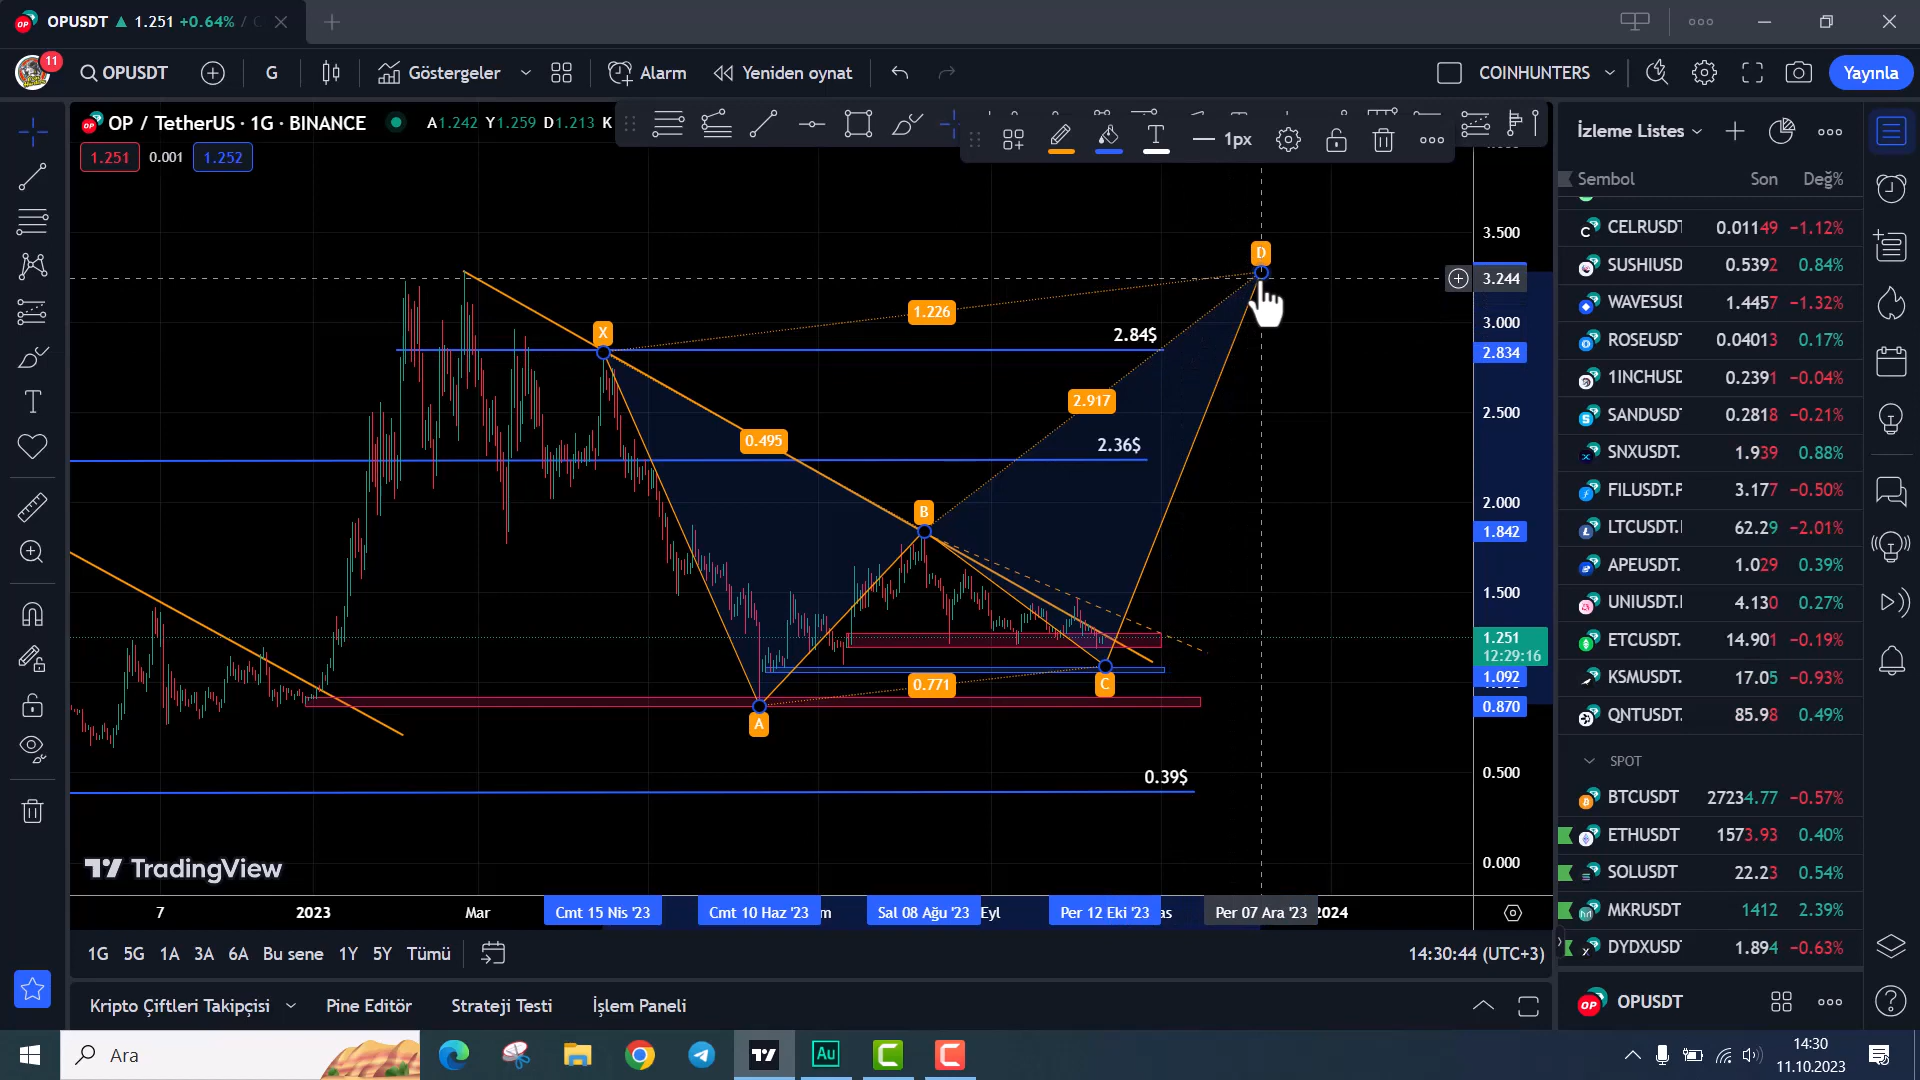 OPUSDT ▲ 1.251 +0.64% /
11
OPUSDT
G
Göstergeler
Alarm
Yeniden oynat
COINHUNTERS
Yayınla
OP / TetherUS · 1G · BINANCE
A1.242 Y1.259 D1.213 K
1.251
0.001
1.252
1px
İzleme Listes
Sembol Son Değ%
CELRUSDT 0.01149 −1.12%
SUSHIUSD 0.5392 0.84%
WAVESUSD 1.4457 −1.32%
ROSEUSDT 0.04013 0.17%
1INCHUSD 0.2391 −0.04%
SANDUSDT 0.2818 −0.21%
SNXUSDT. 1.939 0.88%
FILUSDT.P 3.177 −0.50%
LTCUSDT. 62.29 −2.01%
APEUSDT. 1.029 0.39%
UNIUSDT. 4.130 0.27%
ETCUSDT. 14.901 −0.19%
KSMUSDT. 17.05 −0.93%
QNTUSDT. 85.98 0.49%
SPOT
BTCUSDT 27234.77 −0.57%
ETHUSDT 1573.93 0.40%
SOLUSDT 22.23 0.54%
MKRUSDT 1412 2.39%
DYDXUSDT 1.894 −0.63%
OPUSDT
D
X
1.226
2.84$
2.917
0.495
2.36$
B
0.771
C
A
0.39$
3.500
3.244
3.000
2.834
2.500
2.000
1.842
1.500
1.251
12:29:16
1.092
0.870
0.500
0.000
TradingView
7
2023
Mar
Cmt 15 Nis '23
Cmt 10 Haz '23
m
Sal 08 Ağu '23
Eyl
Per 12 Eki '23
as
Per 07 Ara '23
2024
1G 5G 1A 3A 6A Bu sene 1Y 5Y Tümü
14:30:44 (UTC+3)
Kripto Çiftleri Takipçisi
Pine Editör
Strateji Testi
İşlem Paneli
Ara
Au
14:30
11.10.2023